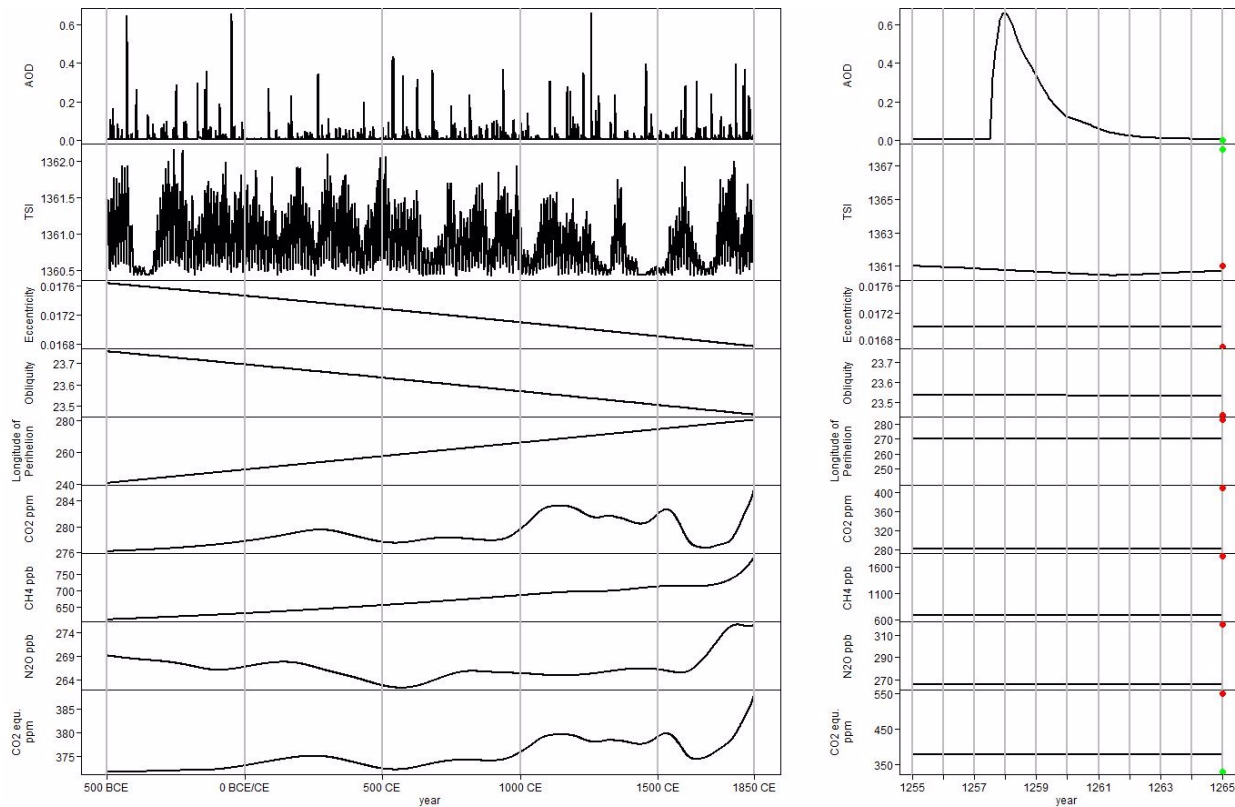 AOD
0.6
0.4
0.2
0.0
TSI
1362.0
1361.5
1361.0
1360.5
Eccentricity
0.0176
0.0172
0.0168
Obliquity
23.7
23.6
23.5
Longitude of
Perihelion
280
260
240
CO2 ppm
284
280
276
CH4 ppb
750
700
650
N2O ppb
274
269
264
CO2 equ.
ppm
385
380
375
500 BCE
0 BCE/CE
500 CE
1000 CE
1500 CE
1850 CE
year
AOD
0.6
0.4
0.2
0.0
TSI
1367
1365
1363
1361
Eccentricity
0.0176
0.0172
0.0168
Obliquity
23.7
23.6
23.5
Longitude of
Perihelion
280
270
250
CO2 ppm
400
360
320
280
CH4 ppb
1600
1100
600
N2O ppb
310
290
270
CO2 equ.
ppm
550
450
350
1255
1257
1259
1261
1263
1265
year